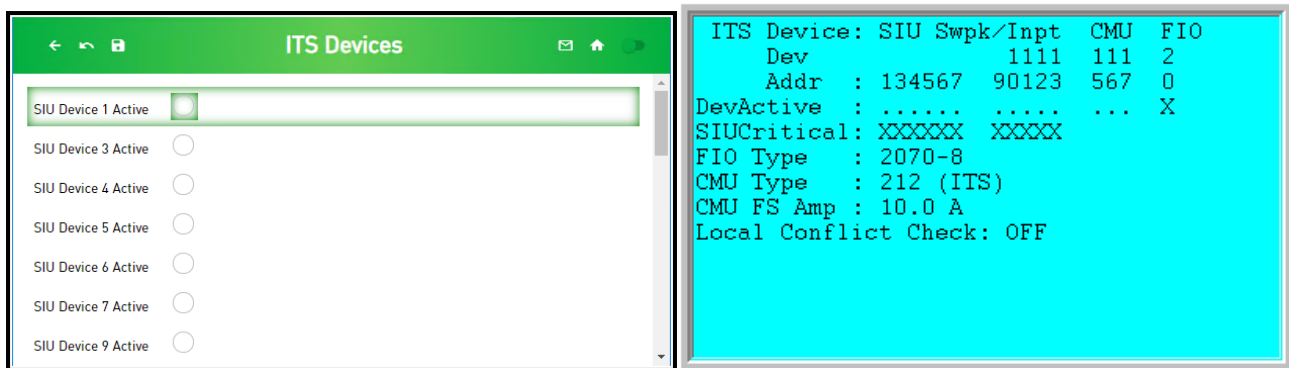 ITS Devices
SIU Device 1 Active
SIU Device 3 Active
SIU Device 4 Active
SIU Device 5 Active
SIU Device 6 Active
SIU Device 7 Active
SIU Device 9 Active
ITS Device: SIU Swpk/Inpt CMU FIO
Dev 1111 111 2
Addr : 134567 90123 567 0
DevActive : ...... ..... ... X
SIUCritical: XXXXXX XXXXX
FIO Type : 2070-8
CMU Type : 212 (ITS)
CMU FS Amp : 10.0 A
Local Conflict Check: OFF